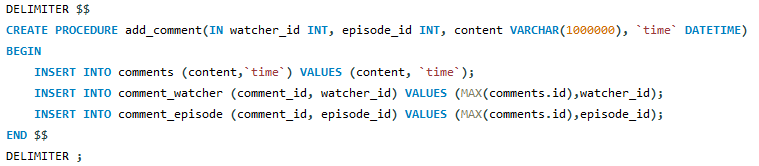 DELIMITER $$
CREATE PROCEDURE add_comment(IN watcher_id INT, episode_id INT, content VARCHAR(1000000), `time` DATETIME)
BEGIN
    INSERT INTO comments (content,`time`) VALUES (content, `time`);
    INSERT INTO comment_watcher (comment_id, watcher_id) VALUES (MAX(comments.id),watcher_id);
    INSERT INTO comment_episode (comment_id, episode_id) VALUES (MAX(comments.id),episode_id);
END $$
DELIMITER ;